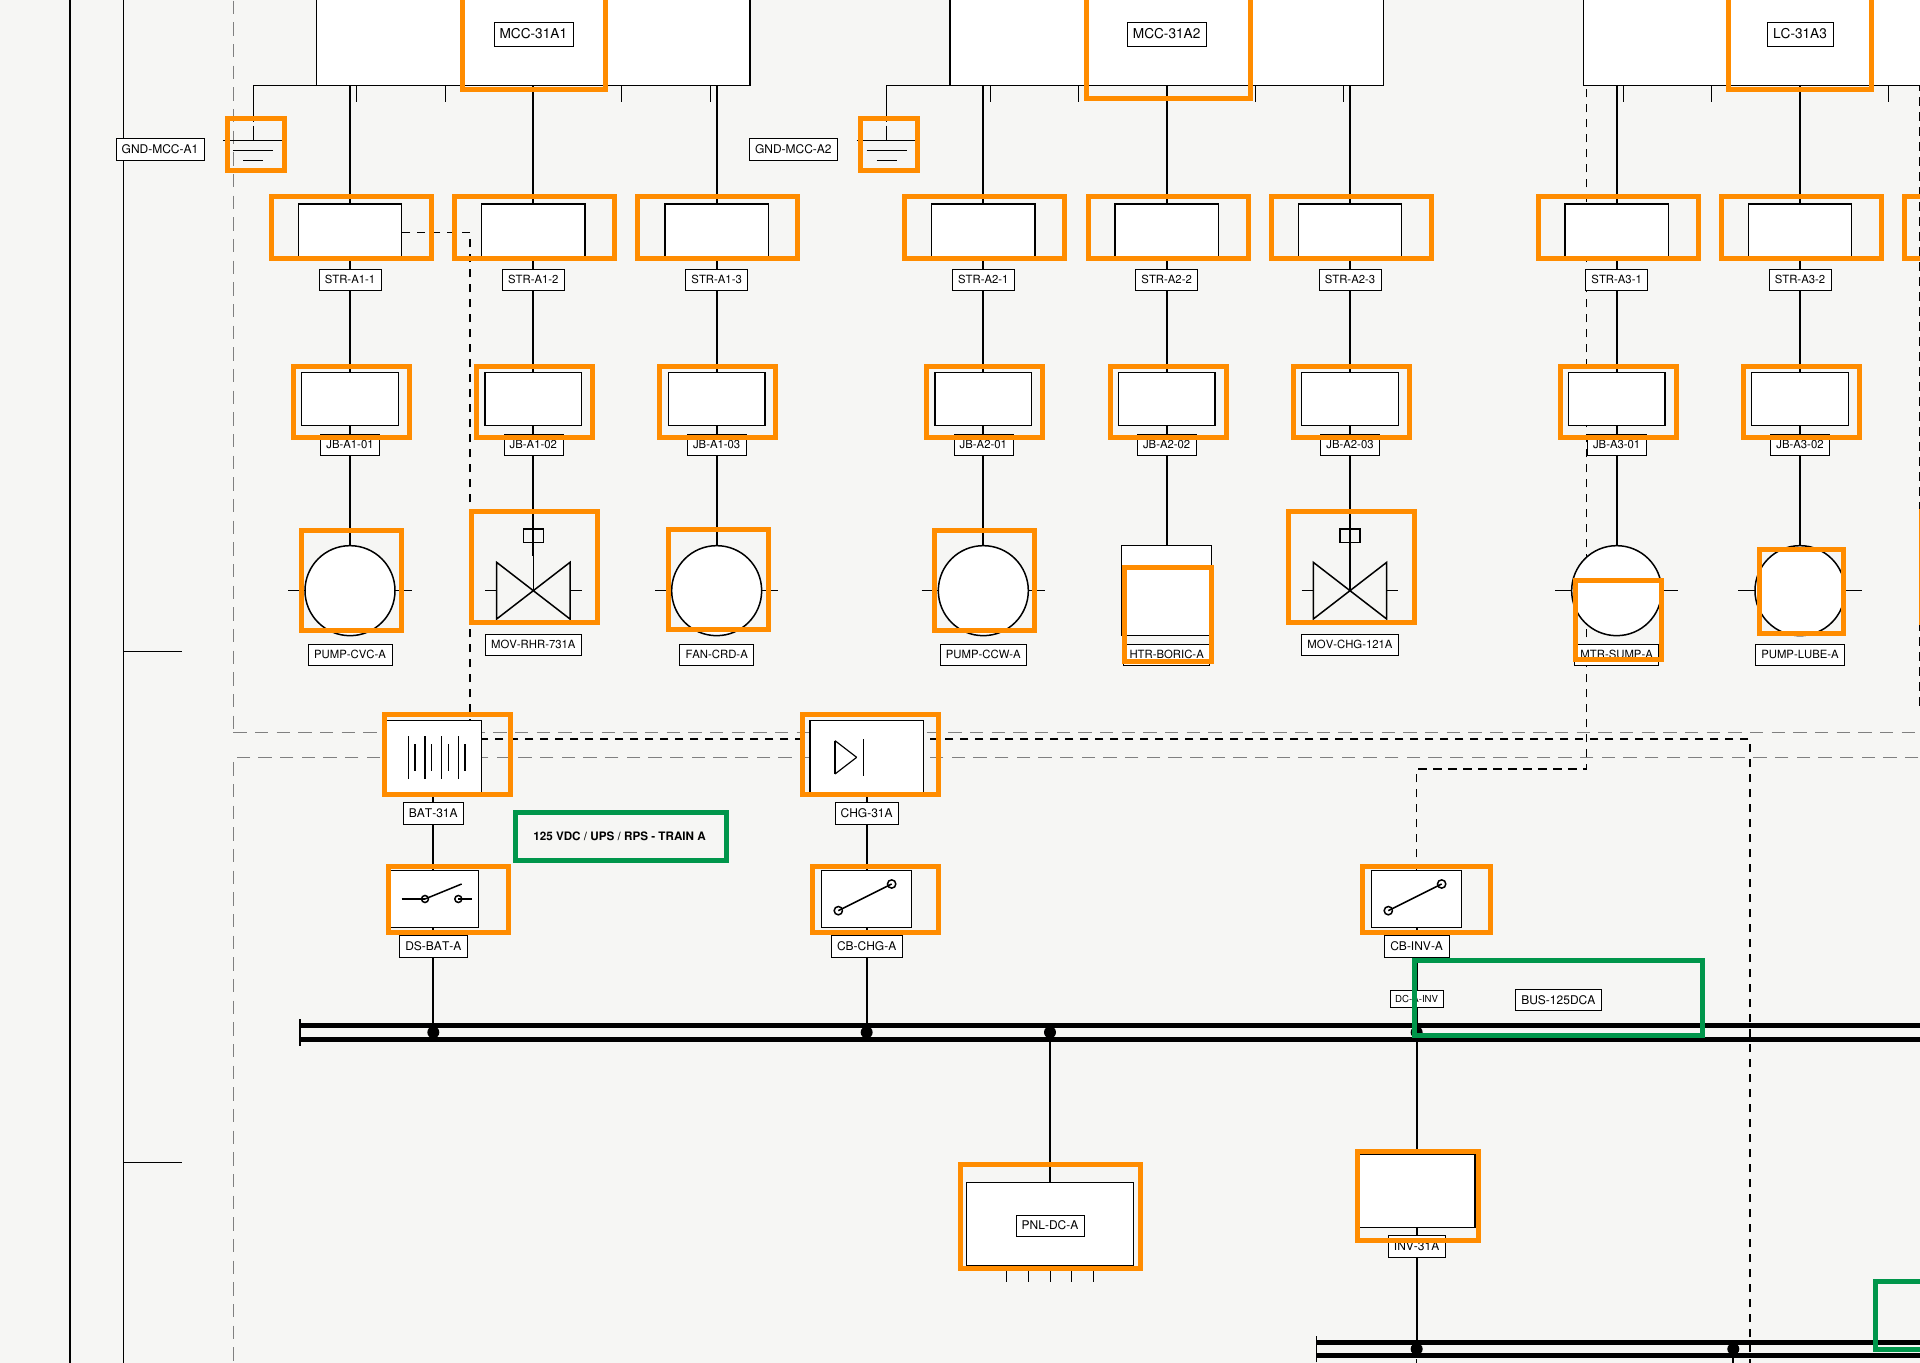 MCC-31A1
MCC-31A2
LC-31A3
GND-MCC-A1
GND-MCC-A2
STR-A1-1
STR-A1-2
STR-A1-3
STR-A2-1
STR-A2-2
STR-A2-3
STR-A3-1
STR-A3-2
JB-A1-01
JB-A1-02
JB-A1-03
JB-A2-01
JB-A2-02
JB-A2-03
JB-A3-01
JB-A3-02
PUMP-CVC-A
MOV-RHR-731A
FAN-CRD-A
PUMP-CCW-A
HTR-BORIC-A
MOV-CHG-121A
MTR-SUMP-A
PUMP-LUBE-A
BAT-31A
CHG-31A
125 VDC / UPS / RPS - TRAIN A
DS-BAT-A
CB-CHG-A
CB-INV-A
DC-A-INV
BUS-125DCA
PNL-DC-A
INV-31A